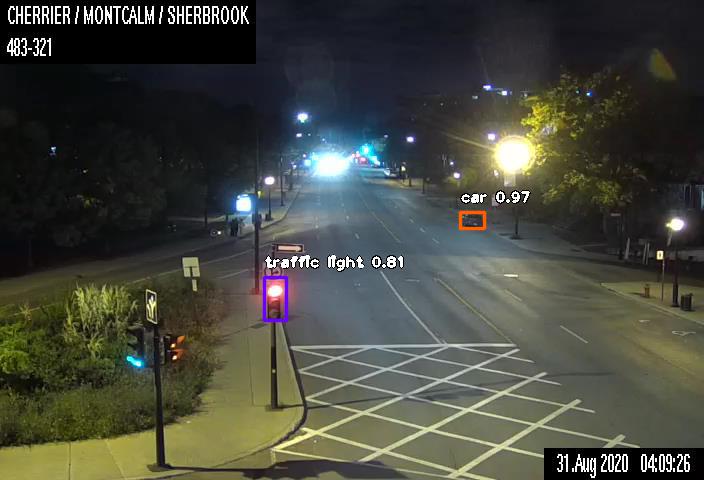 CHERRIER / MONTCALM / SHERBROOK
483-321
car 0.97
traffic light 0.81
31.Aug 2020 04:09:26